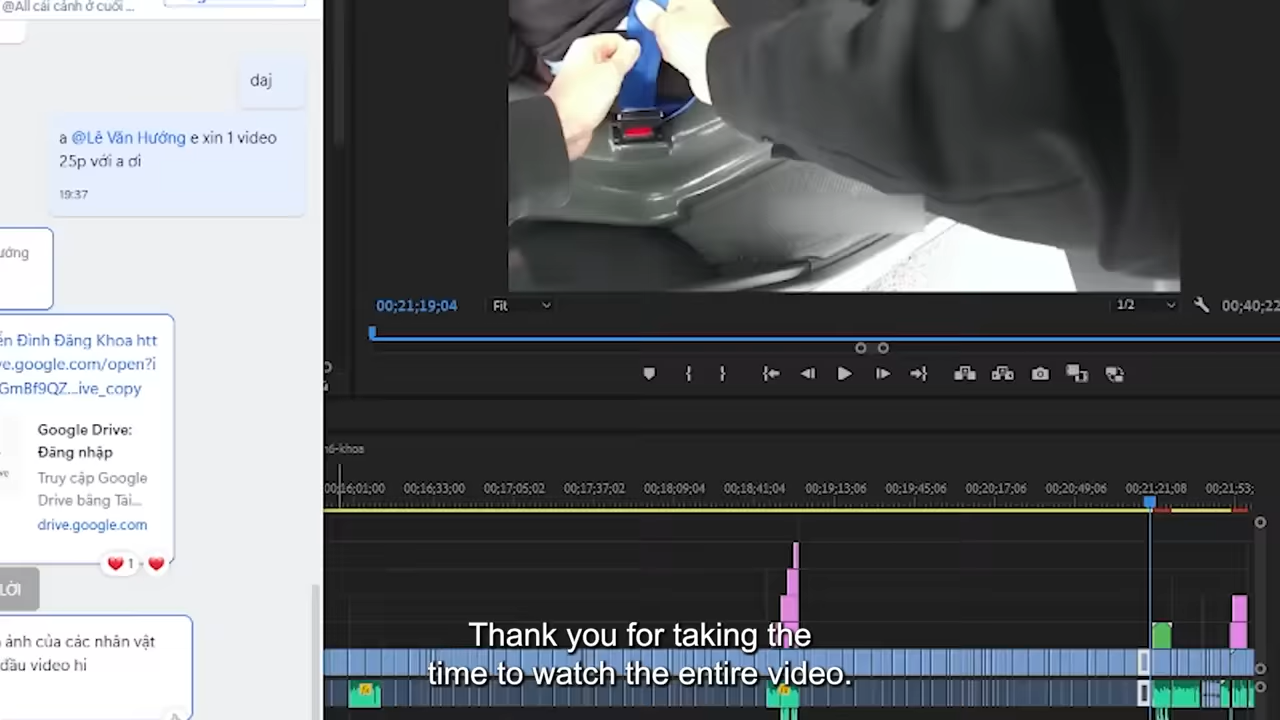 @All cái cảnh ở cuối ...
daj
a @Lê Văn Hướng e xin 1 video
25p với a ơi
19:37
ướng
ễn Đình Đăng Khoa htt
ve.google.com/open?i
GmBf9QZ...ive_copy
Google Drive:
Đăng nhập
Truy cập Google
Drive bằng Tài...
drive.google.com
1
LỜI
ảnh của các nhân vật
đầu video hi
00;21;19;04
Fit
1/2
00;40;22
n6-khoa
00;16;01;00 00;16;33;00 00;17;05;02 00;17;37;02 00;18;09;04 00;18;41;04 00;19;13;06 00;19;45;06 00;20;17;06 00;20;49;06 00;21;21;08 00;21;53;
fx
fx
Thank you for taking the
time to watch the entire video.